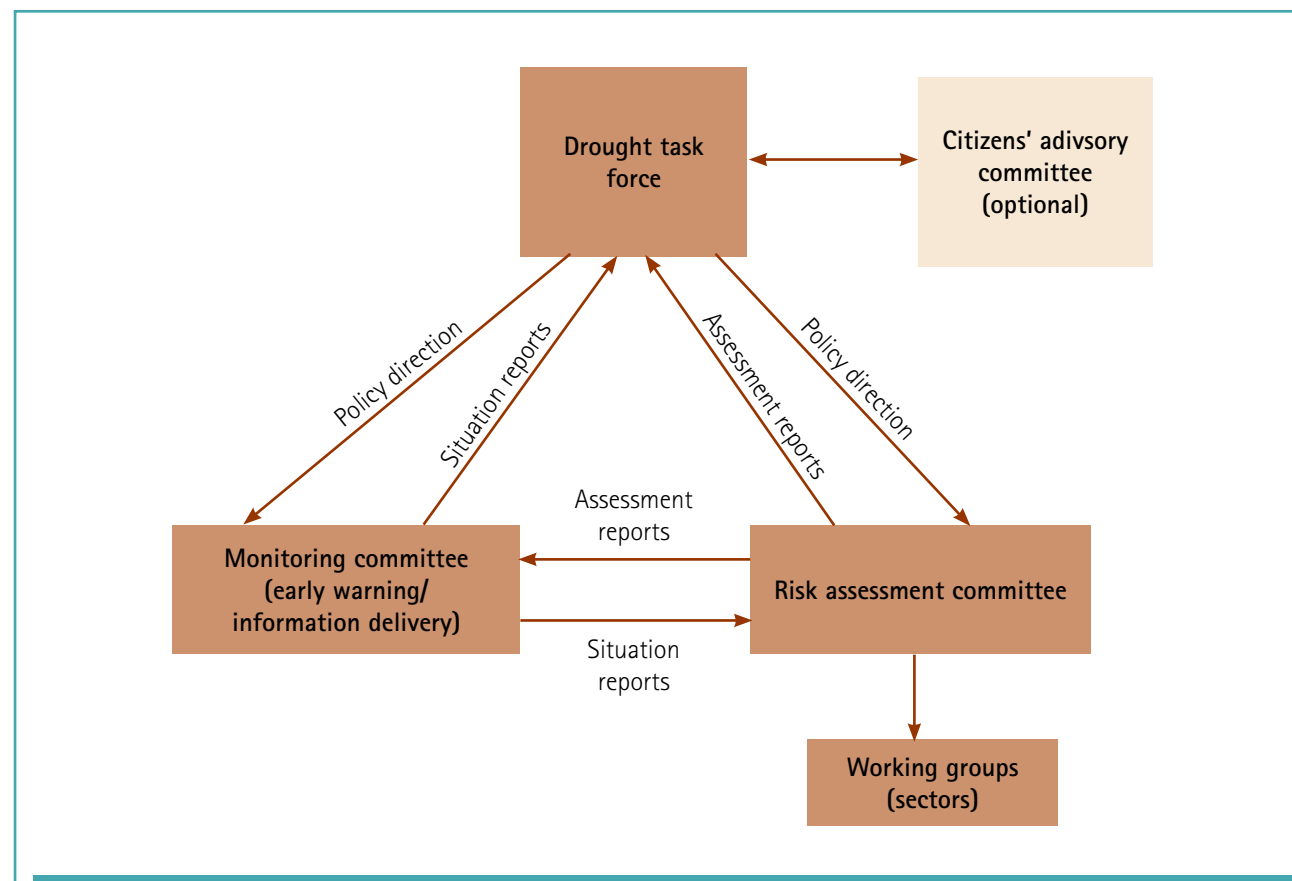 Drought task
force
Citizens' adivsory
committee
(optional)
Policy direction
Situation reports
Assessment reports
Policy direction
Assessment
reports
Monitoring committee
(early warning/
information delivery)
Risk assessment committee
Situation
reports
Working groups
(sectors)